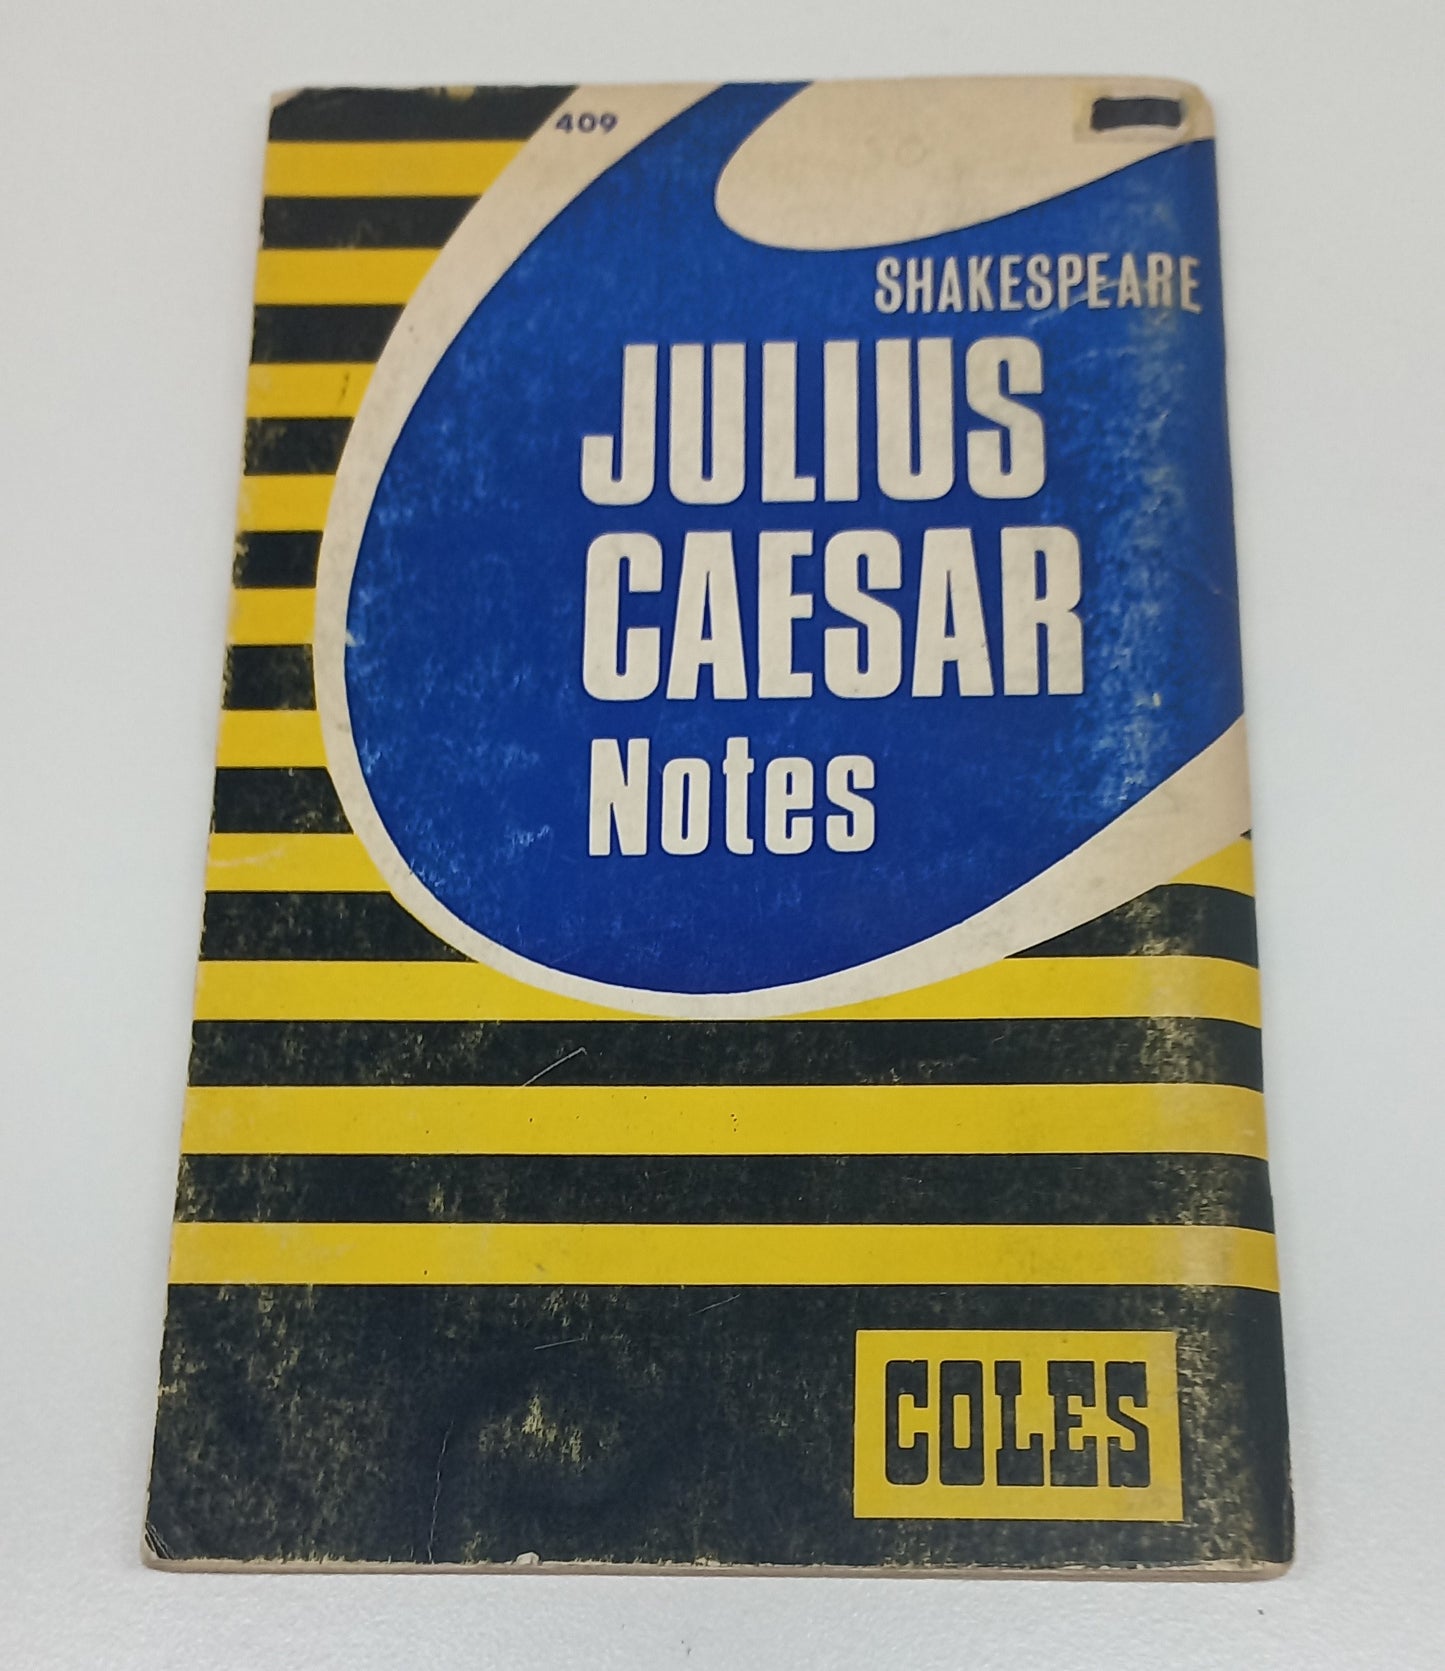 409
SHAKESPEARE
JULIUS
CAESAR
Notes
COLES